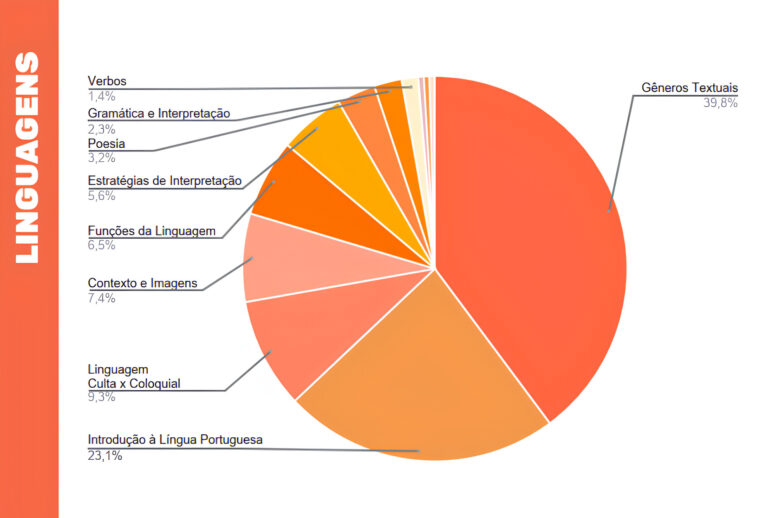 LINGUAGENS
Verbos
1,4%
Gramática e Interpretação
2,3%
Poesia
3,2%
Estratégias de Interpretação
5,6%
Funções da Linguagem
6,5%
Contexto e Imagens
7,4%
Linguagem
Culta x Coloquial
9,3%
Introdução à Língua Portuguesa
23,1%
Gêneros Textuais
39,8%